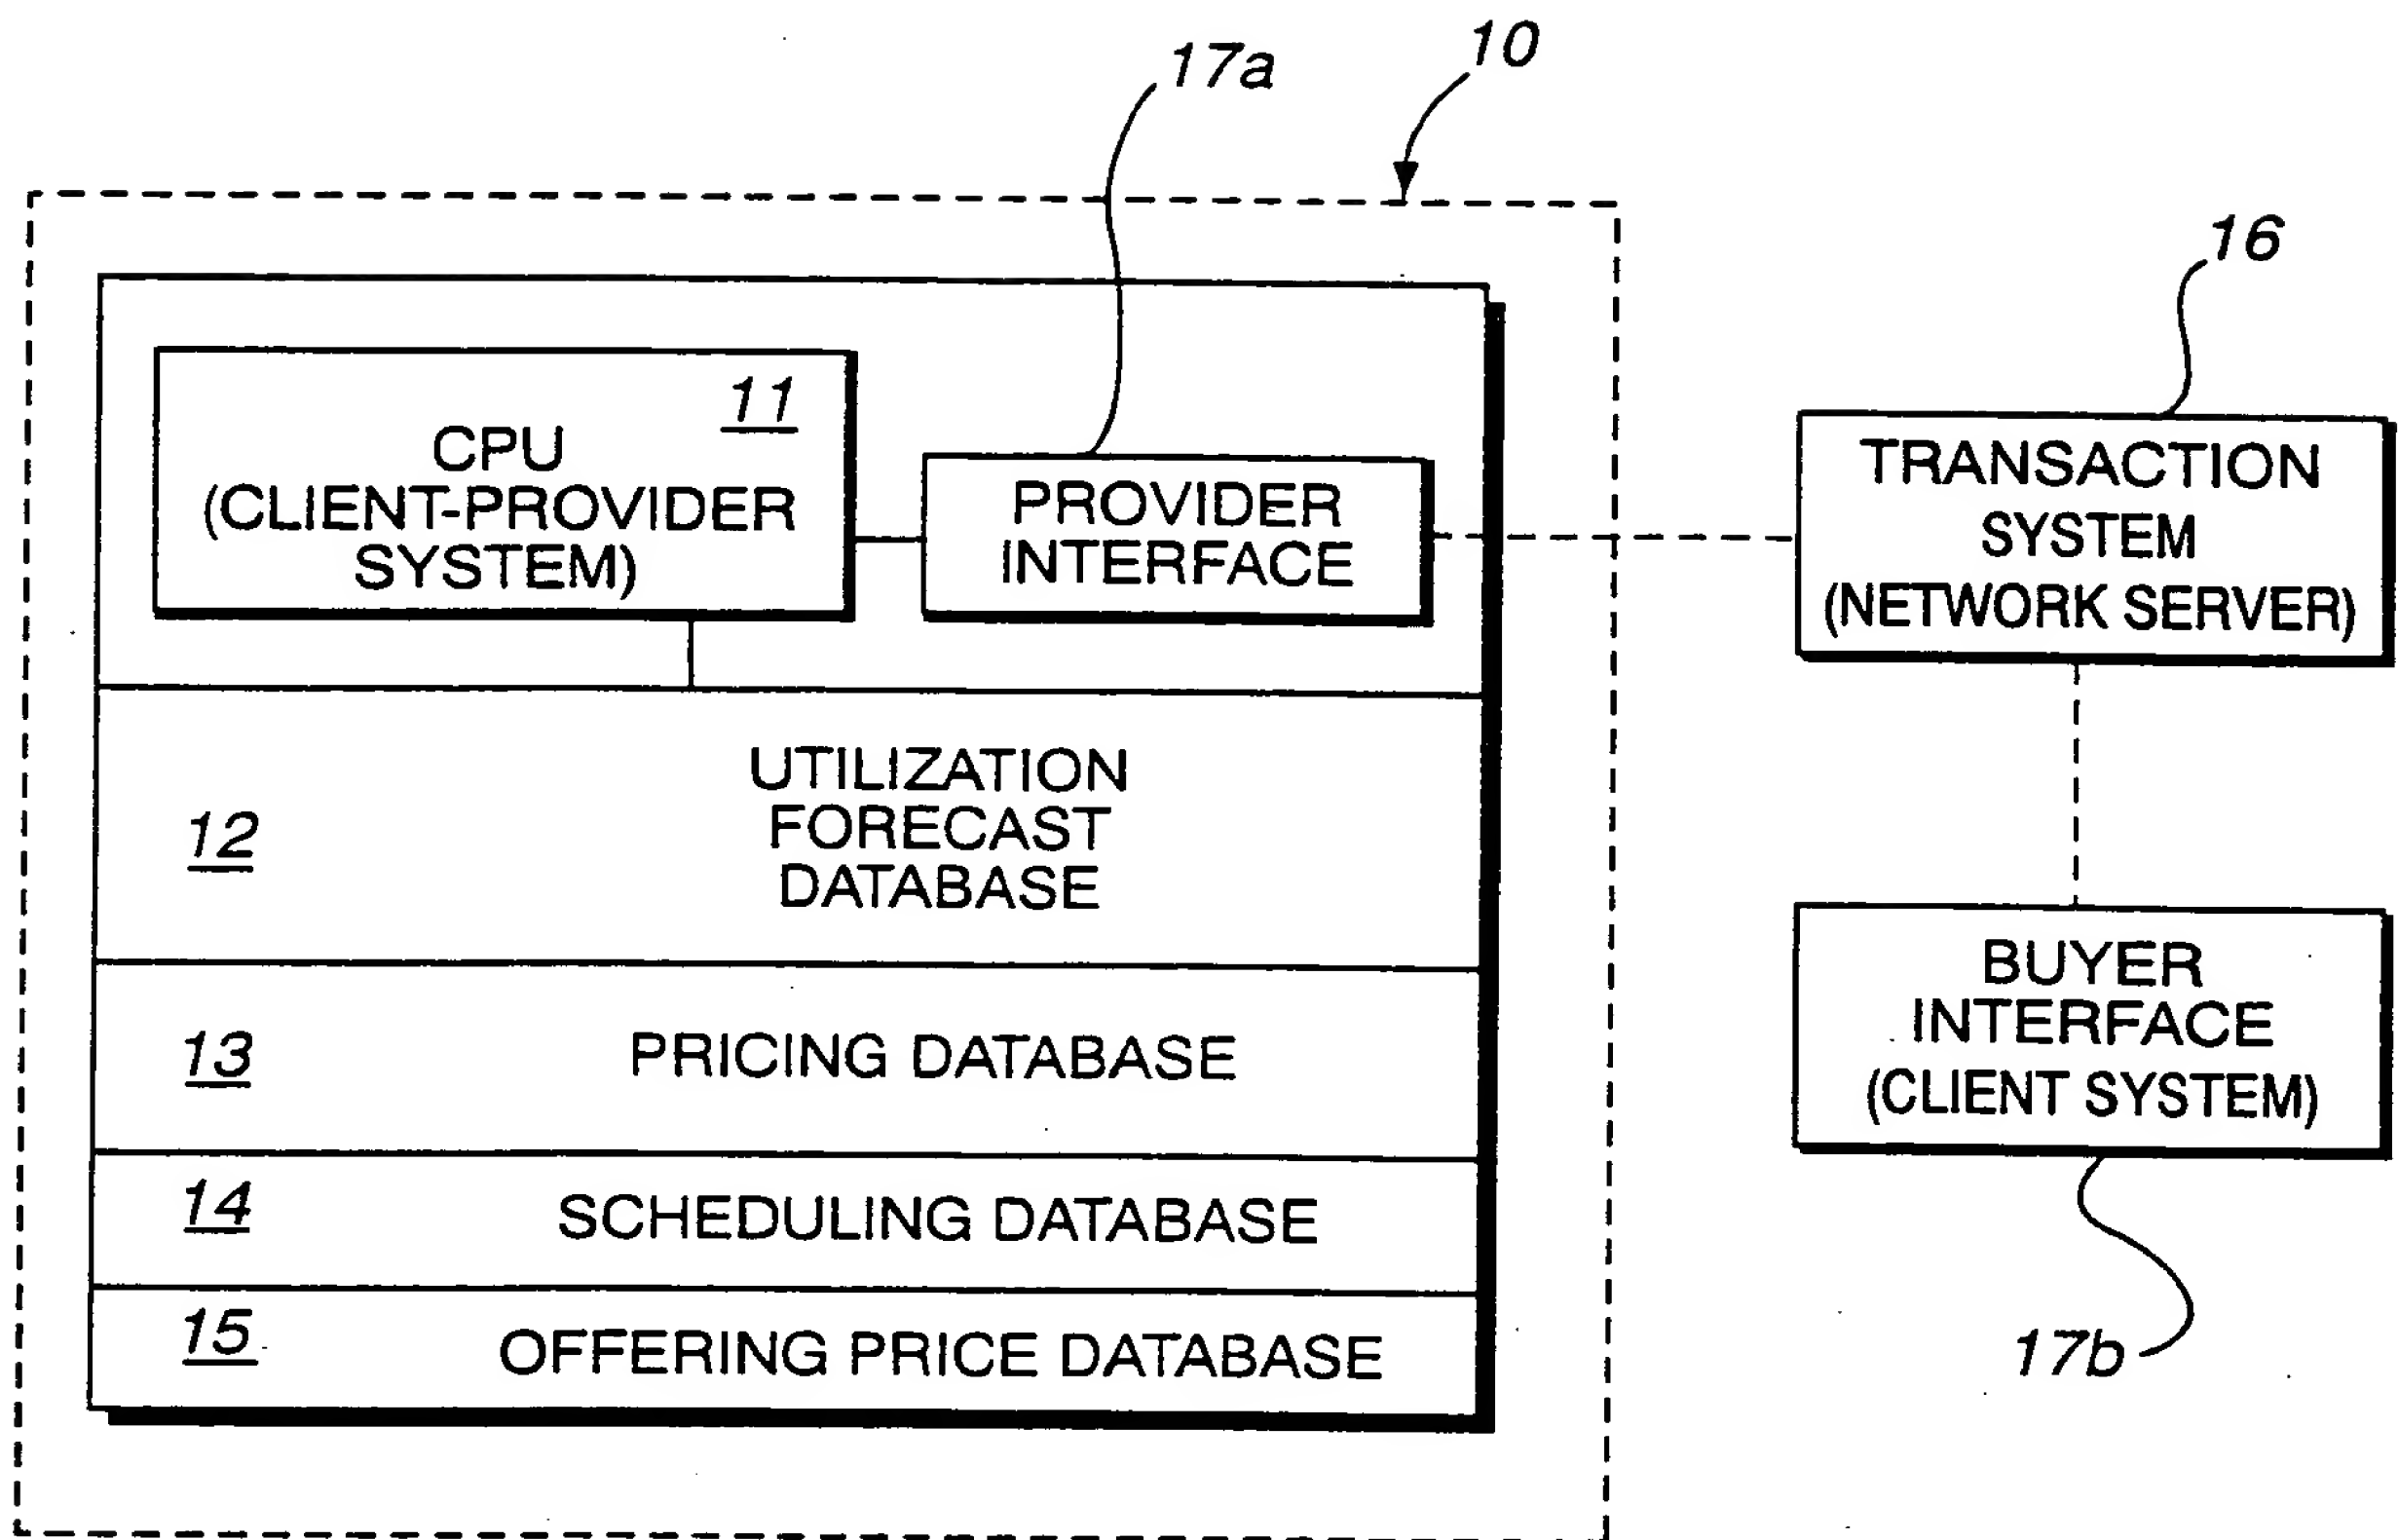 10
17a
16
11
CPU
(CLIENT-PROVIDER
SYSTEM)
PROVIDER
INTERFACE
TRANSACTION
SYSTEM
(NETWORK SERVER)
12
UTILIZATION
FORECAST
DATABASE
BUYER
INTERFACE
(CLIENT SYSTEM)
13
PRICING DATABASE
14
SCHEDULING DATABASE
15
OFFERING PRICE DATABASE
17b